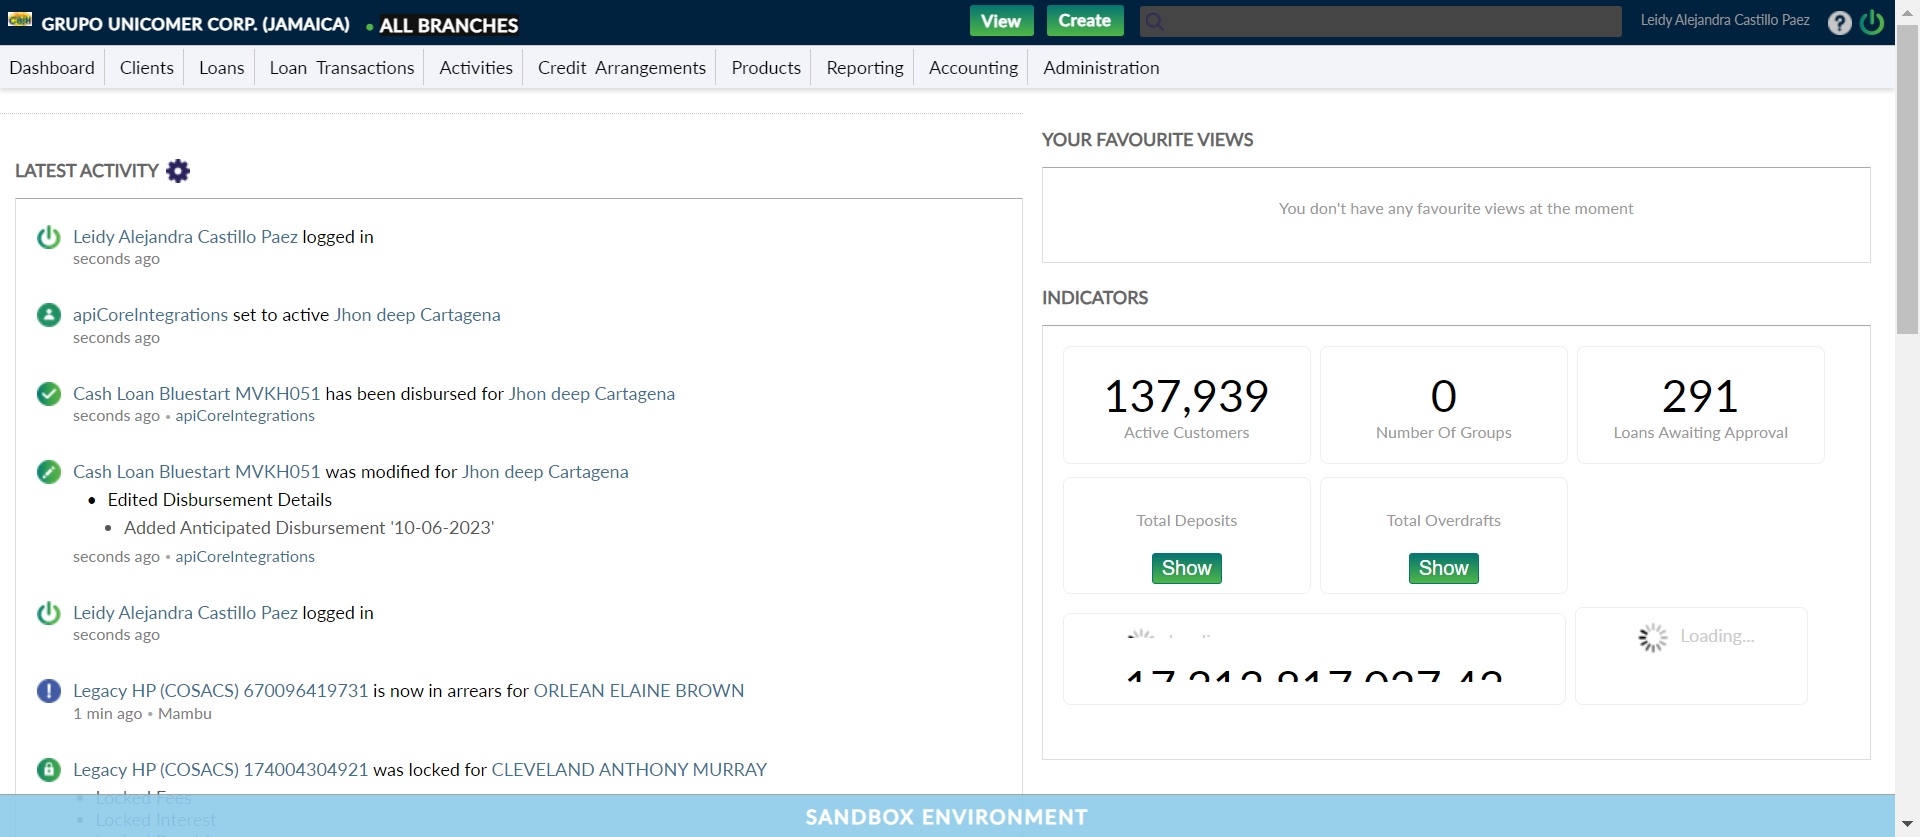 GRUPO UNICOMER CORP. (JAMAICA) • ALL BRANCHES
View
Create
Leidy Alejandra Castillo Paez
Dashboard
Clients
Loans
Loan Transactions
Activities
Credit Arrangements
Products
Reporting
Accounting
Administration
LATEST ACTIVITY
Leidy Alejandra Castillo Paez logged in
seconds ago
apiCoreIntegrations set to active Jhon deep Cartagena
seconds ago
Cash Loan Bluestart MVKH051 has been disbursed for Jhon deep Cartagena
seconds ago • apiCoreIntegrations
Cash Loan Bluestart MVKH051 was modified for Jhon deep Cartagena
• Edited Disbursement Details
• Added Anticipated Disbursement '10-06-2023'
seconds ago • apiCoreIntegrations
Leidy Alejandra Castillo Paez logged in
seconds ago
Legacy HP (COSACS) 670096419731 is now in arrears for ORLEAN ELAINE BROWN
1 min ago • Mambu
Legacy HP (COSACS) 174004304921 was locked for CLEVELAND ANTHONY MURRAY
• Locked Fees
• Locked Interest
YOUR FAVOURITE VIEWS
You don't have any favourite views at the moment
INDICATORS
137,939
Active Customers
0
Number Of Groups
291
Loans Awaiting Approval
Total Deposits
Show
Total Overdrafts
Show
Loading...
SANDBOX ENVIRONMENT